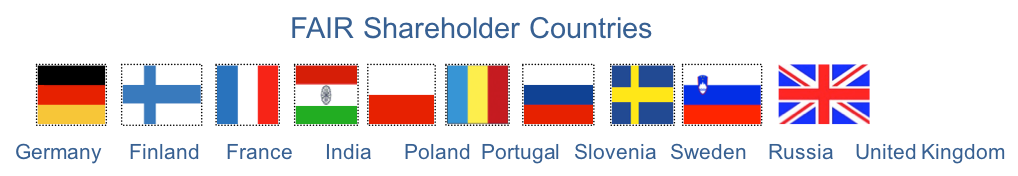 FAIR Shareholder Countries
Germany Finland France India Poland Portugal Slovenia Sweden Russia United Kingdom